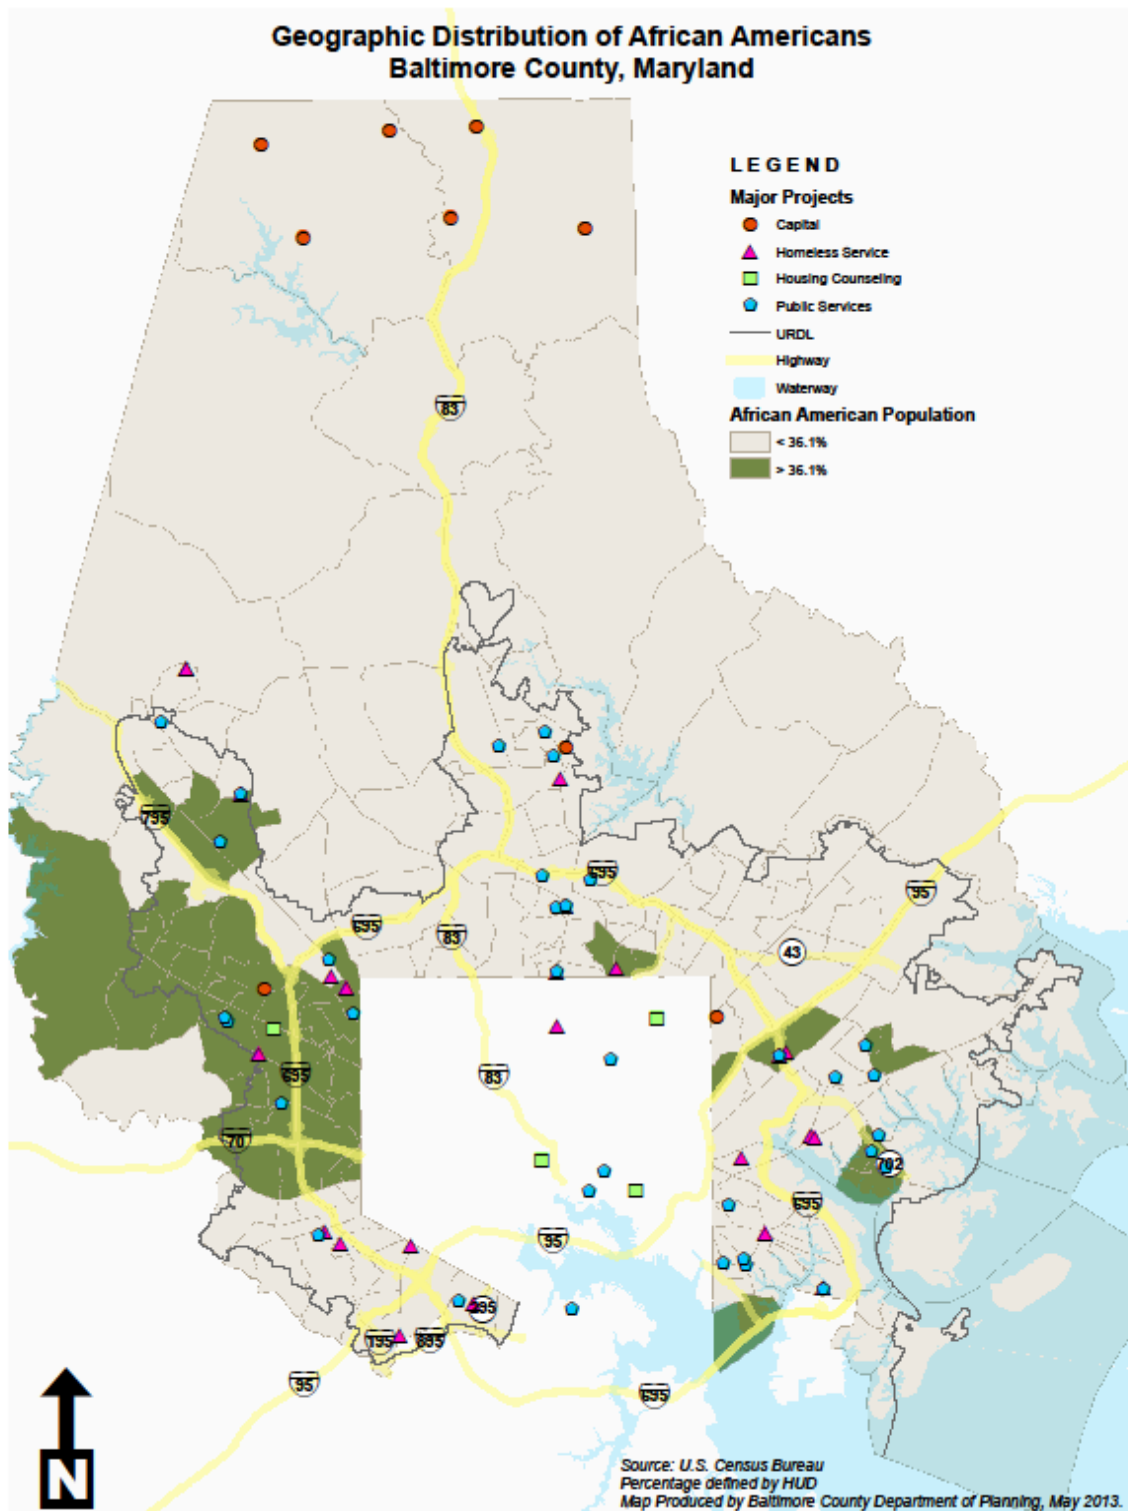 Geographic Distribution of African Americans
Baltimore County, Maryland
LEGEND
Major Projects
Capital
Homeless Service
Housing Counseling
Public Services
URDL
Highway
Waterway
African American Population
< 36.1%
> 36.1%
83
795
695
695
95
83
43
695
83
70
702
695
95
295
195
895
95
695
N
Source: U.S. Census Bureau
Percentage defined by HUD
Map Produced by Baltimore County Department of Planning, May 2013.